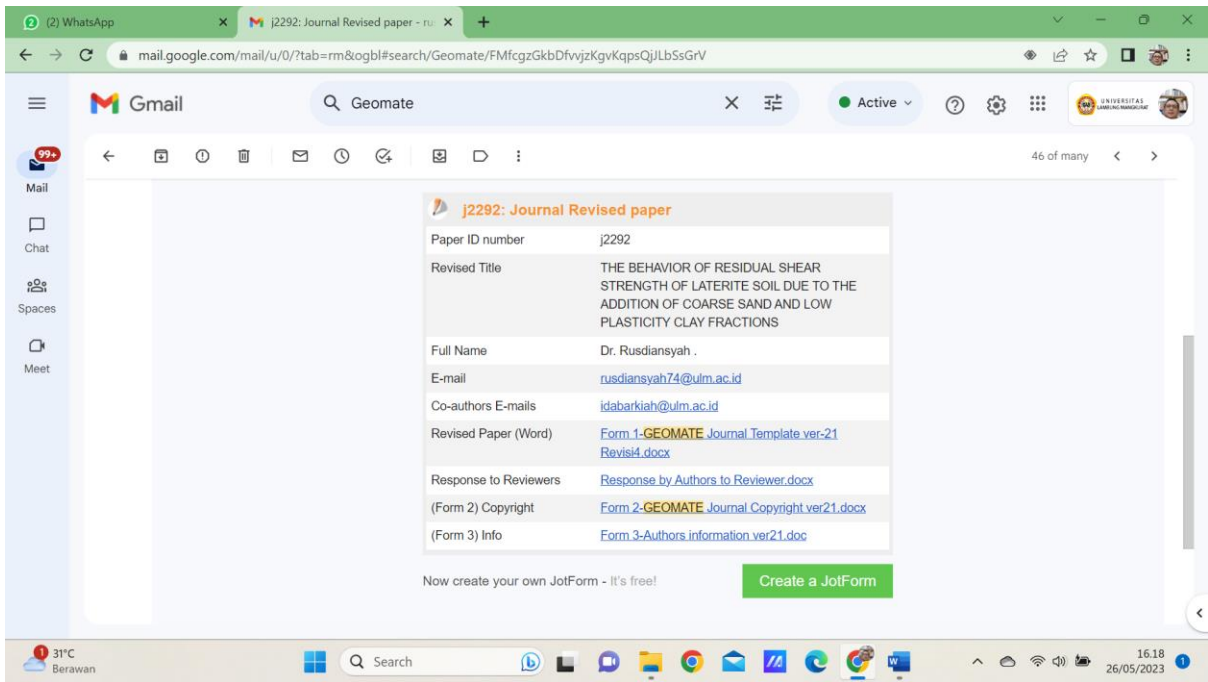 (2) WhatsApp
j2292: Journal Revised paper - ru
mail.google.com/mail/u/0/?tab=rm&ogbl#search/Geomate/FMfcgzGkbDfvvjzKgvKqpsQjJLbSsGrV
Gmail
Geomate
Active
UNIVERSITAS
LAMBUNG MANGKURAT
99+
46 of many
Mail
Chat
Spaces
Meet
j2292: Journal Revised paper
Paper ID number j2292
Revised Title THE BEHAVIOR OF RESIDUAL SHEAR
STRENGTH OF LATERITE SOIL DUE TO THE
ADDITION OF COARSE SAND AND LOW
PLASTICITY CLAY FRACTIONS
Full Name Dr. Rusdiansyah .
E-mail rusdiansyah74@ulm.ac.id
Co-authors E-mails idabarkiah@ulm.ac.id
Revised Paper (Word) Form 1-GEOMATE Journal Template ver-21
Revisi4.docx
Response to Reviewers Response by Authors to Reviewer.docx
(Form 2) Copyright Form 2-GEOMATE Journal Copyright ver21.docx
(Form 3) Info Form 3-Authors information ver21.doc
Now create your own JotForm - It's free! Create a JotForm
1
31°C
Berawan
Search
16.18
26/05/2023
1